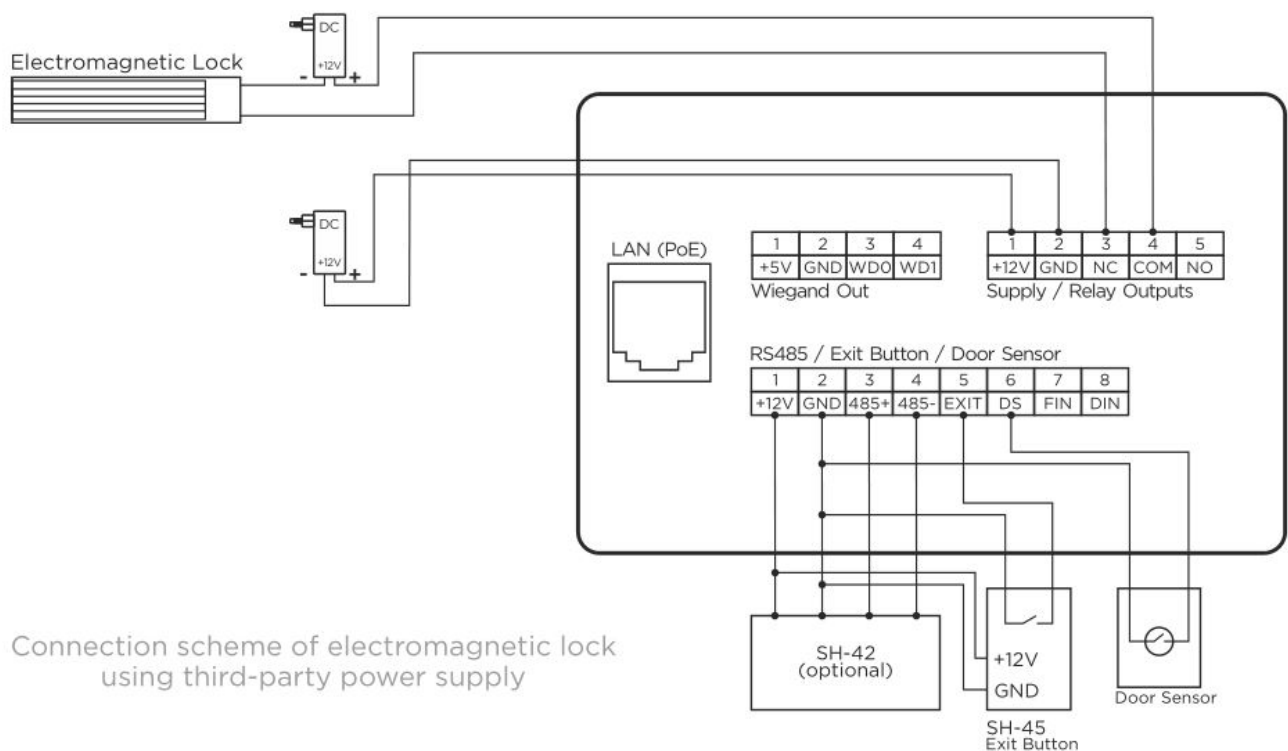 DC
+12V
- +
Electromagnetic Lock
DC
+12V
- +
LAN (PoE)
1 2 3 4
+5V GND WD0 WD1
Wiegand Out
1 2 3 4 5
+12V GND NC COM NO
Supply / Relay Outputs
RS485 / Exit Button / Door Sensor
1 2 3 4 5 6 7 8
+12V GND 485+ 485- EXIT DS FIN DIN
SH-42
(optional)
+12V
GND
SH-45
Exit Button
Door Sensor
Connection scheme of electromagnetic lock
using third-party power supply